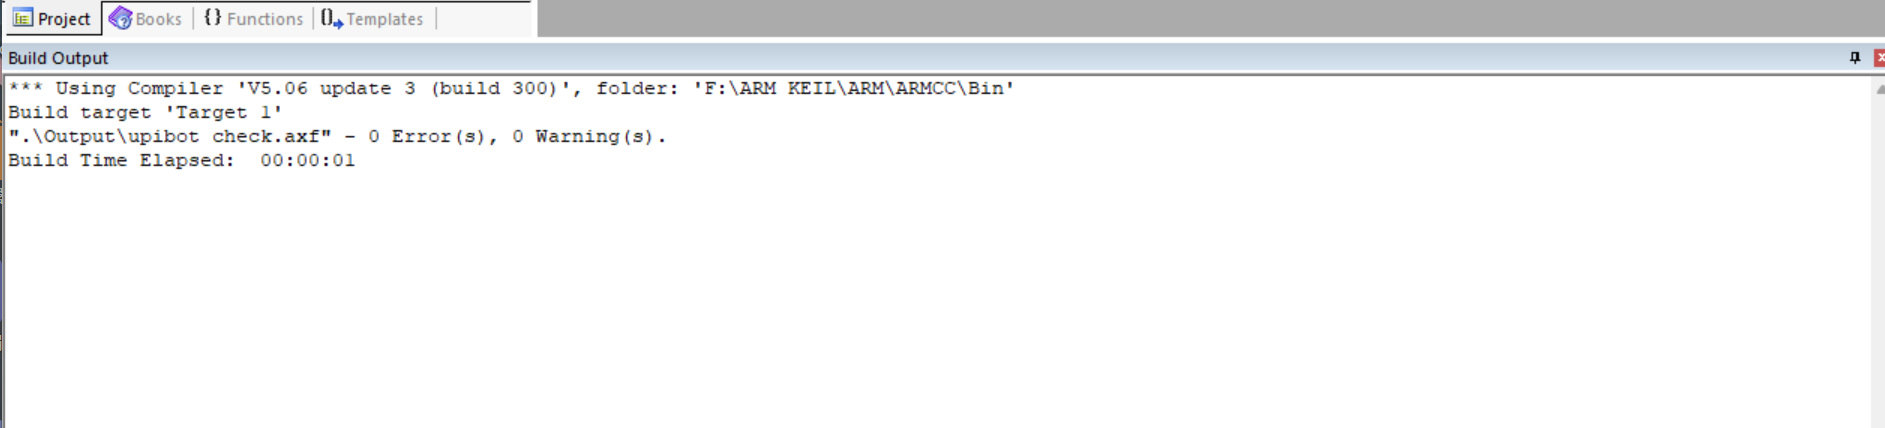 Project Books {} Functions 0 Templates
Build Output
*** Using Compiler 'V5.06 update 3 (build 300)', folder: 'F:\ARM KEIL\ARM\ARMCC\Bin'
Build target 'Target 1'
".\Output\upibot check.axf" - 0 Error(s), 0 Warning(s).
Build Time Elapsed:  00:00:01